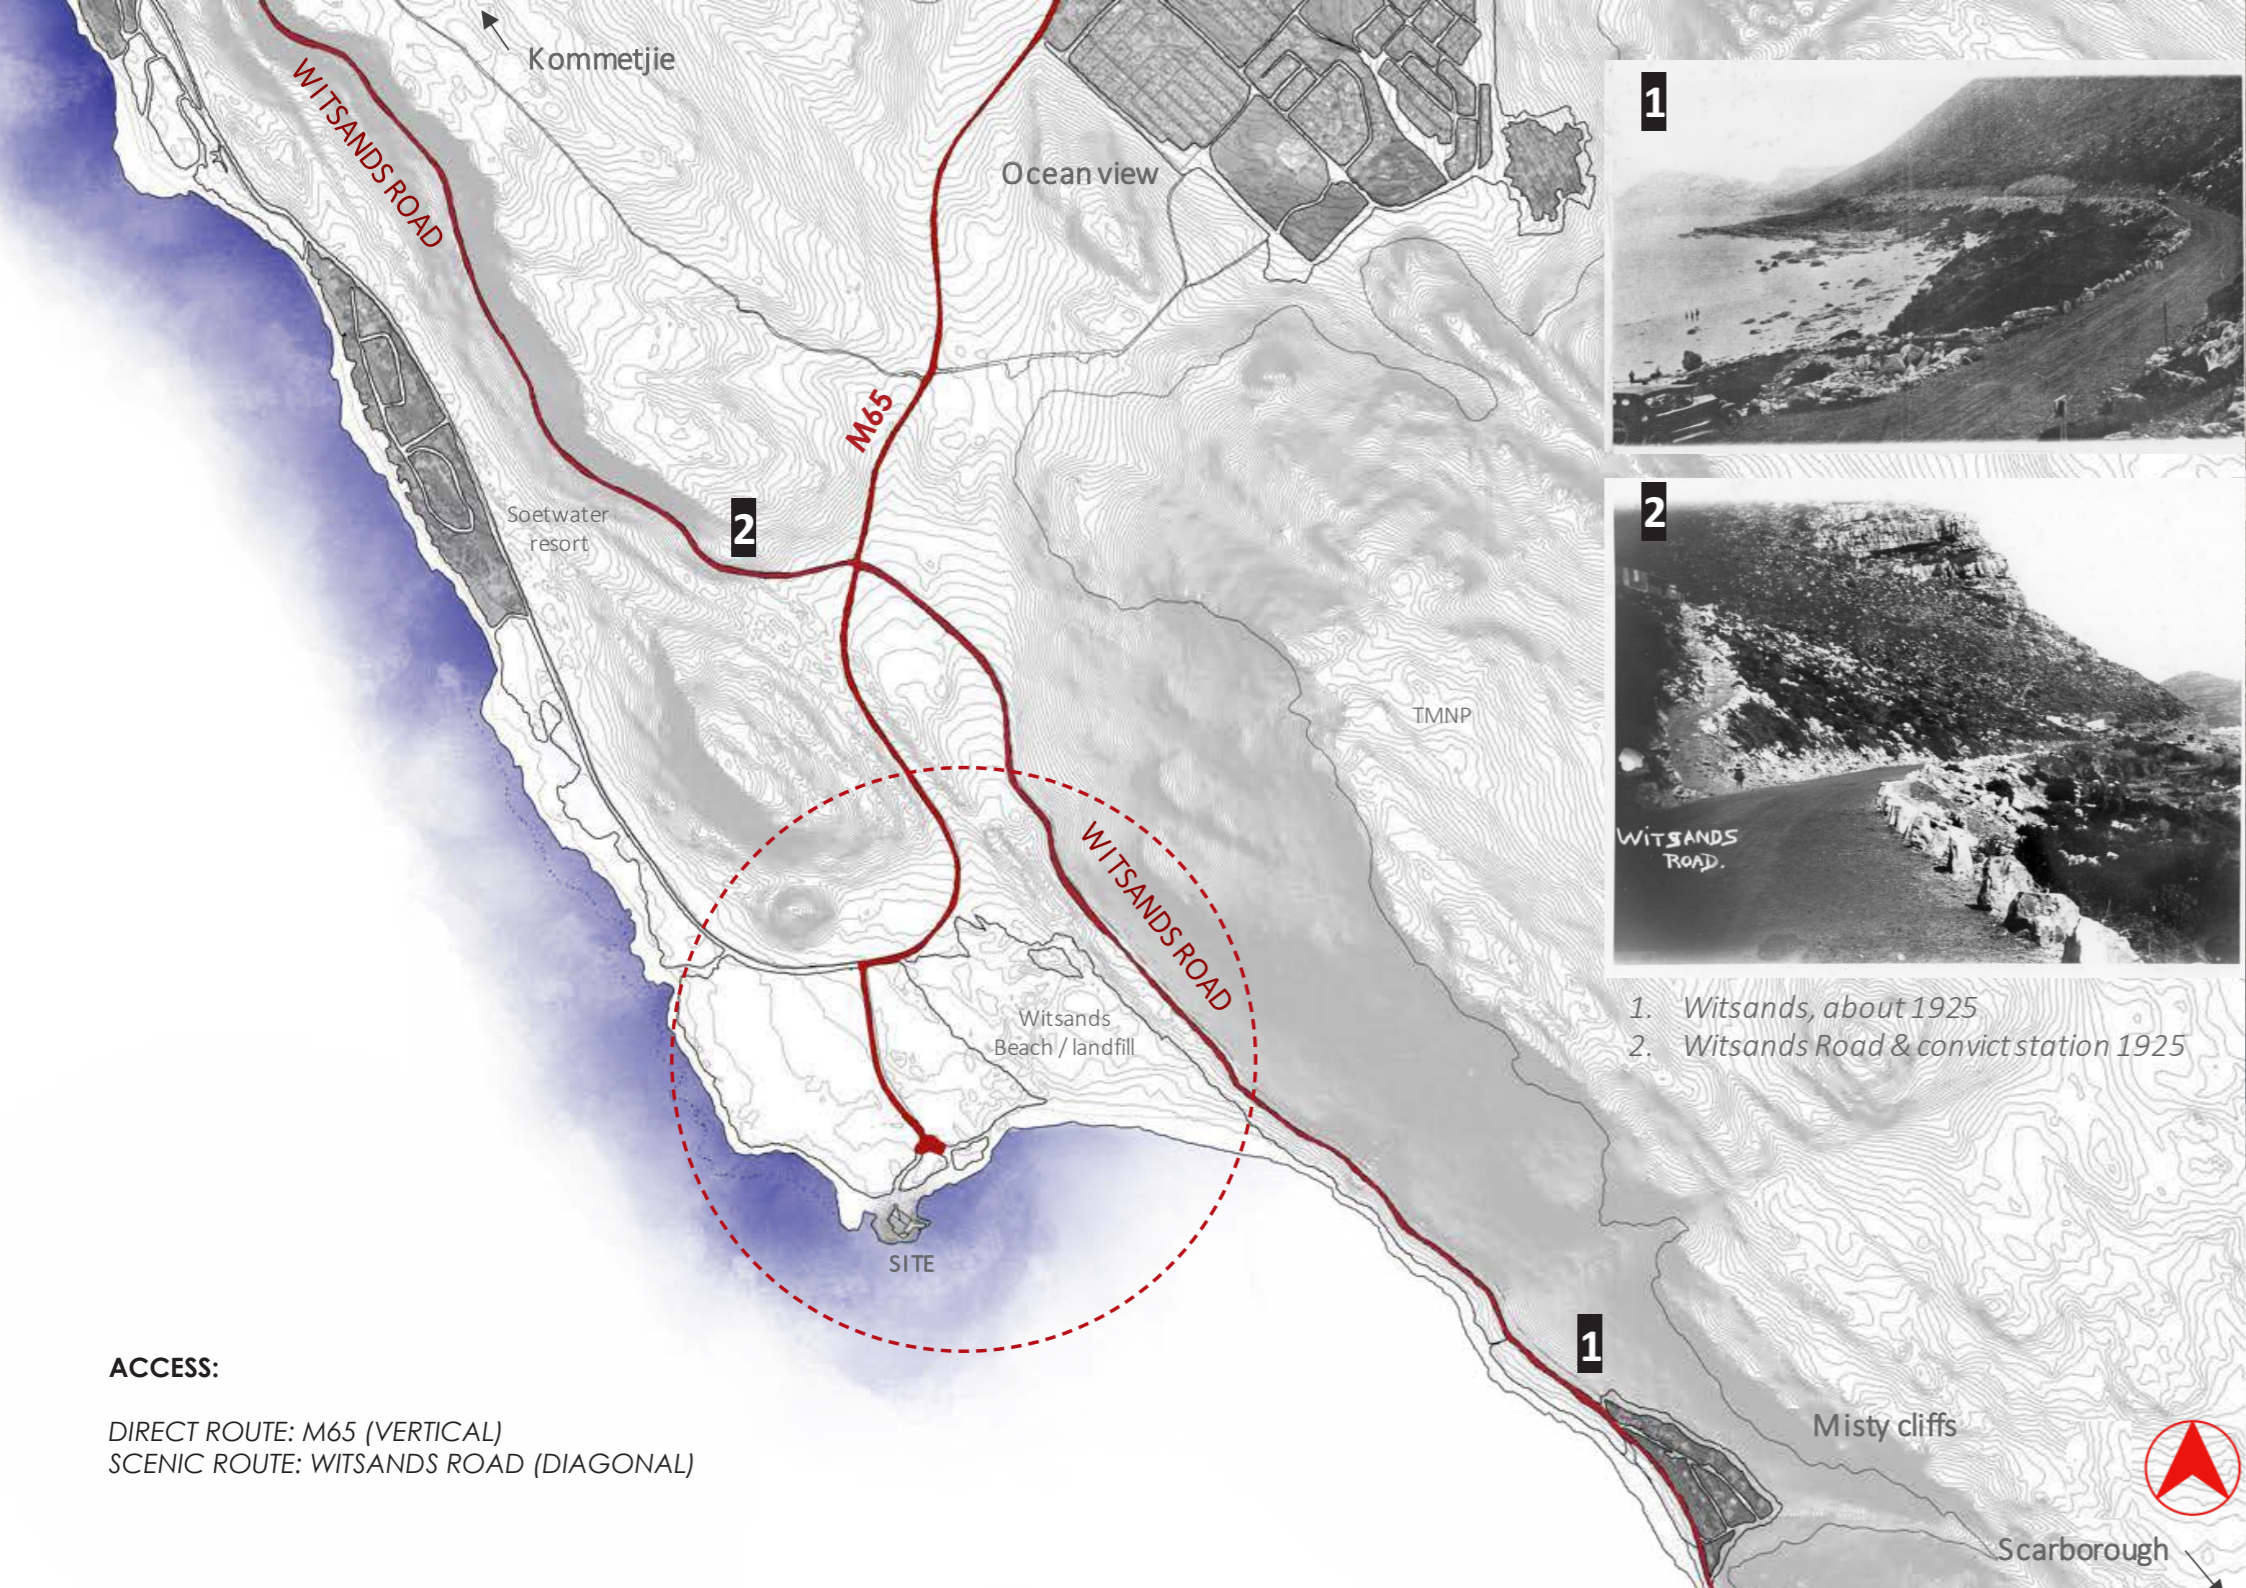 Kommetjie
WITSANDS ROAD
Ocean view
1
M65
2
Soetwater
resort
2
TMNP
WITSANDS
ROAD.
WITSANDS ROAD
1. Witsands, about 1925
2. Witsands Road & convict station 1925
Witsands
Beach / landfill
SITE
1
ACCESS:
DIRECT ROUTE: M65 (VERTICAL)
SCENIC ROUTE: WITSANDS ROAD (DIAGONAL)
Misty cliffs
Scarborough